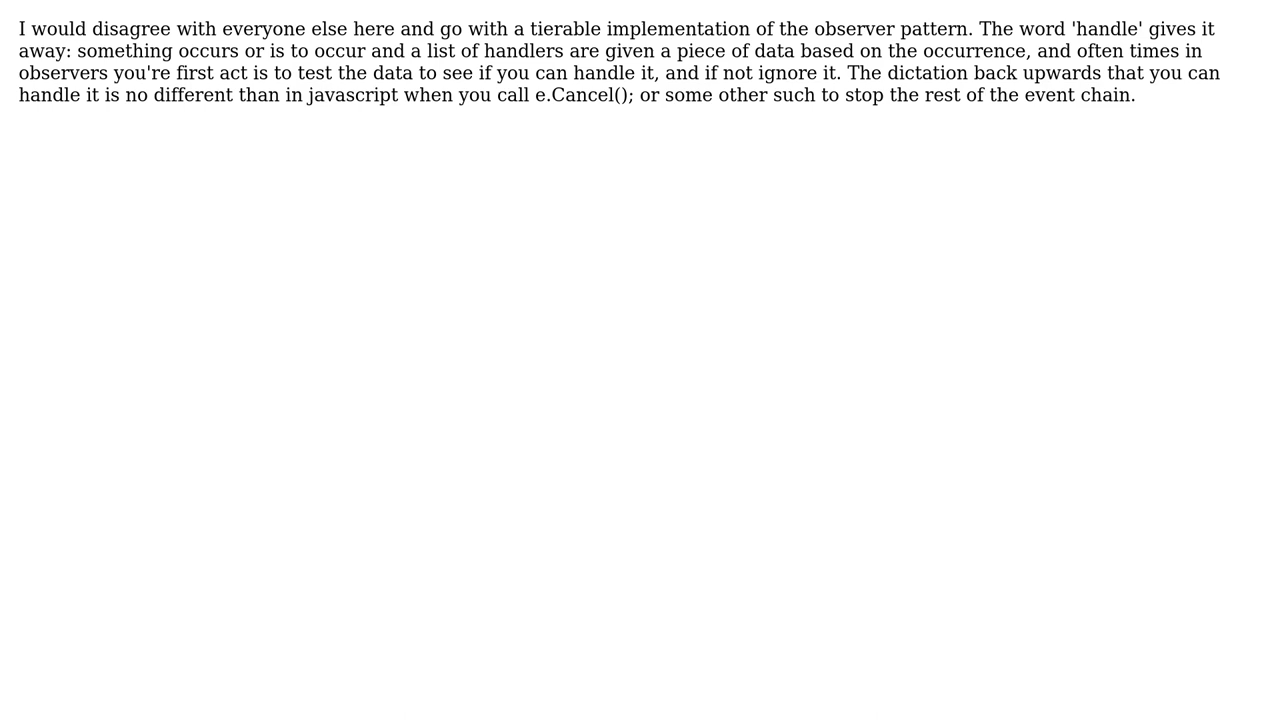 I would disagree with everyone else here and go with a tierable implementation of the observer pattern. The word 'handle' gives it
away: something occurs or is to occur and a list of handlers are given a piece of data based on the occurrence, and often times in
observers you're first act is to test the data to see if you can handle it, and if not ignore it. The dictation back upwards that you can
handle it is no different than in javascript when you call e.Cancel(); or some other such to stop the rest of the event chain.